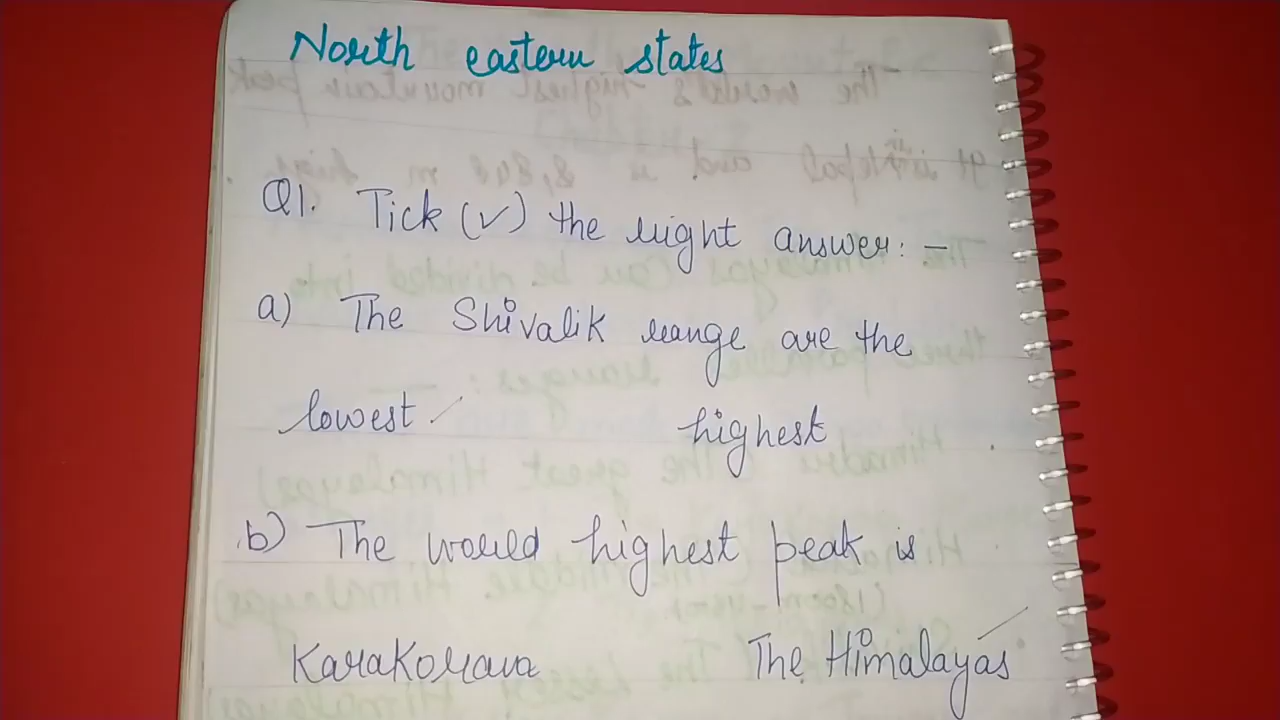 North eastern states
Q1. Tick (✓) the right answer: –
a) The Shivalik range are the
lowest ✓ highest
b) The world highest peak is
The Himalayas